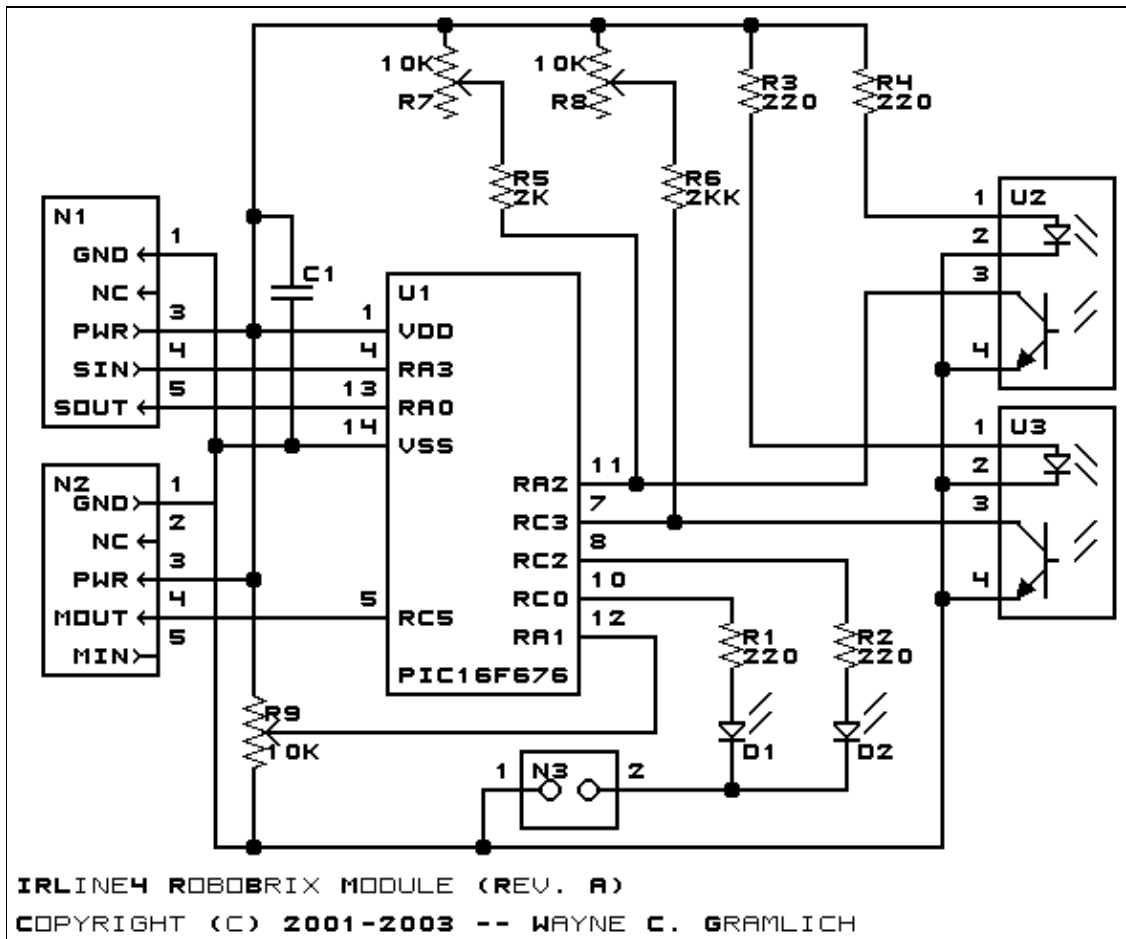 10K
R7
10K
R8
R3
220
R4
220
R5
2K
R6
2KK
N1
1
GND
NC
3
PWR
4
SIN
5
SOUT
C1
U1
1
VDD
4
RA3
13
RA0
14
VSS
11
RA2
7
RC3
8
RC2
10
RC0
12
RA1
5
RC5
PIC16F676
1
U2
2
3
4
1
U3
2
3
4
N2
1
GND
2
NC
3
PWR
4
MOUT
5
MIN
R1
220
R2
220
R9
10K
D1
D2
1
N3
2
IRLINE4 ROBOBRIX MODULE (REV. A)
COPYRIGHT (C) 2001-2003 -- WAYNE C. GRAMLICH